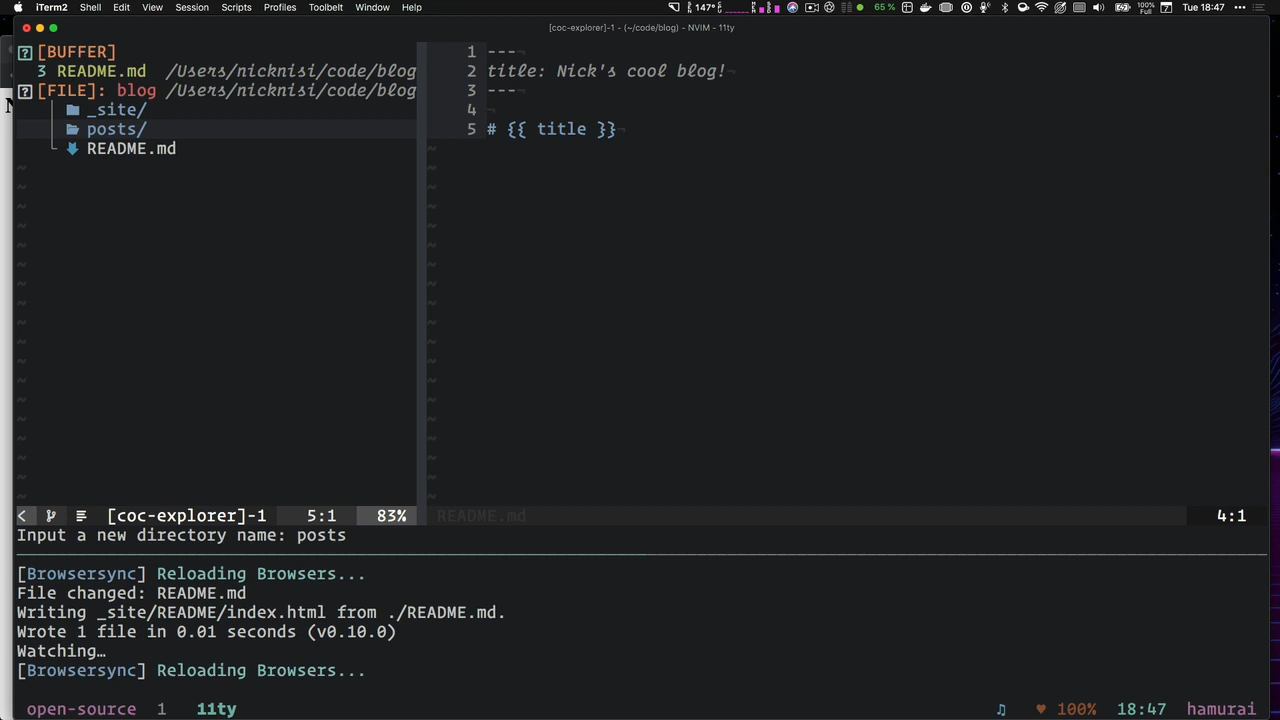 iTerm2 Shell Edit View Session Scripts Profiles Toolbelt Window Help 147° 65 % 100% Full 7 Tue 18:47
[coc-explorer]-1 - (~/code/blog) - NVIM - 11ty
[BUFFER]
3 README.md /Users/nicknisi/code/blog
[FILE]: blog /Users/nicknisi/code/blog
_site/
posts/
README.md
1 ---¬
2 title: Nick's cool blog!¬
3 ---¬
4 ¬
5 # {{ title }}¬
[coc-explorer]-1 5:1 83%
README.md 4:1
Input a new directory name: posts
[Browsersync] Reloading Browsers...
File changed: README.md
Writing _site/README/index.html from ./README.md.
Wrote 1 file in 0.01 seconds (v0.10.0)
Watching…
[Browsersync] Reloading Browsers...
open-source 1 11ty ♫ ♥ 100% 18:47 hamurai